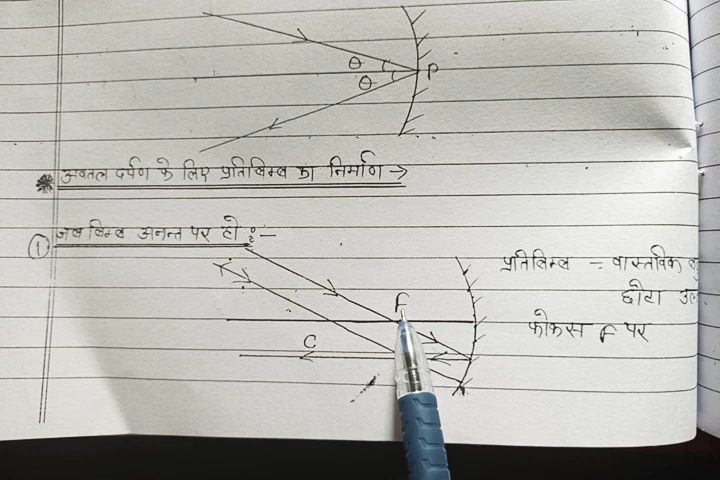 θ
θ
P
अवतल दर्पण के लिए प्रतिबिम्ब का निर्माण →
① जब बिम्ब अनन्त पर हो :-
प्रतिबिम्ब = वास्तविक
छोटा
F
फोकस F पर
C